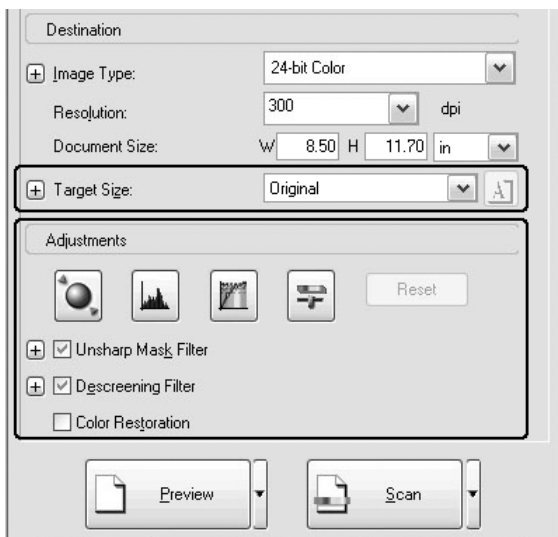 Destination
Image Type: 24-bit Color
Resolution: 300 dpi
Document Size: W 8.50 H 11.70 in
Target Size: Original A
Adjustments
Reset
Unsharp Mask Filter
Descreening Filter
Color Restoration
Preview Scan